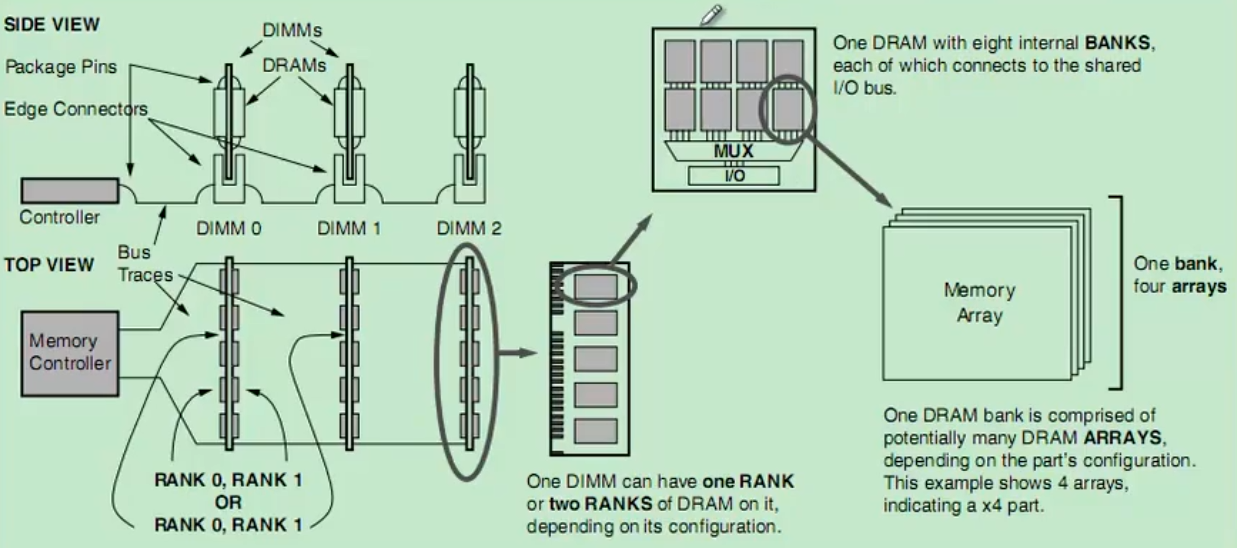 SIDE VIEW
Package Pins
Edge Connectors
DIMMs
DRAMs
Controller
DIMM 0
DIMM 1
DIMM 2
TOP VIEW
Bus
Traces
Memory
Controller
RANK 0, RANK 1
OR
RANK 0, RANK 1
One DIMM can have one RANK
or two RANKS of DRAM on it,
depending on its configuration.
MUX
I/O
One DRAM with eight internal BANKS,
each of which connects to the shared
I/O bus.
Memory
Array
One bank,
four arrays
One DRAM bank is comprised of
potentially many DRAM ARRAYS,
depending on the part's configuration.
This example shows 4 arrays,
indicating a x4 part.